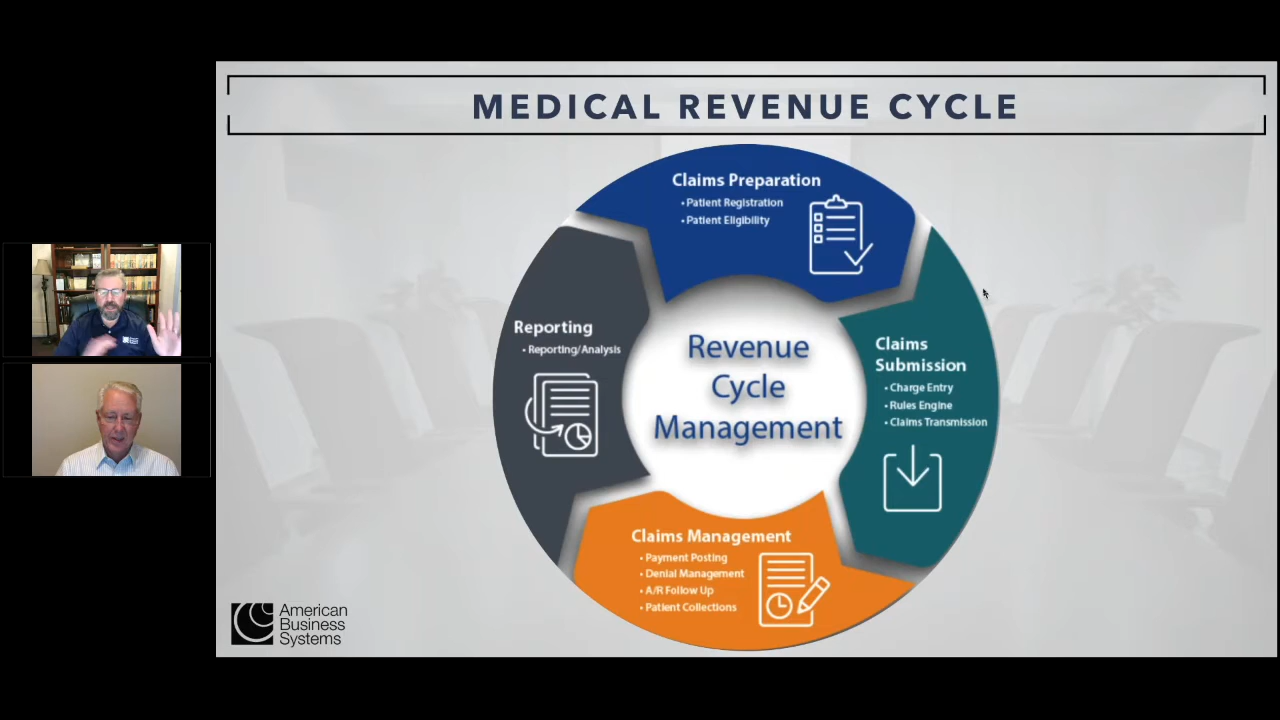 MEDICAL REVENUE CYCLE
Claims Preparation
• Patient Registration
• Patient Eligibility
Claims
Submission
• Charge Entry
• Rules Engine
• Claims Transmission
Claims Management
• Payment Posting
• Denial Management
• A/R Follow Up
• Patient Collections
Reporting
• Reporting/Analysis
Revenue
Cycle
Management
American
Business
Systems